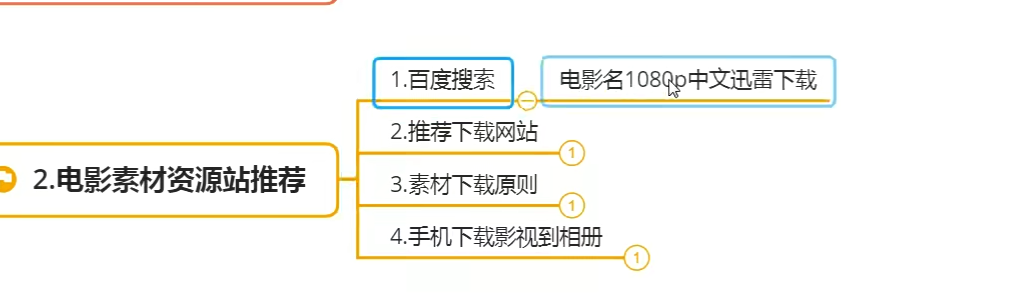 1.百度搜索
电影名1080p中文迅雷下载
2.推荐下载网站
1
2.电影素材资源站推荐
3.素材下载原则
1
4.手机下载影视到相册
1